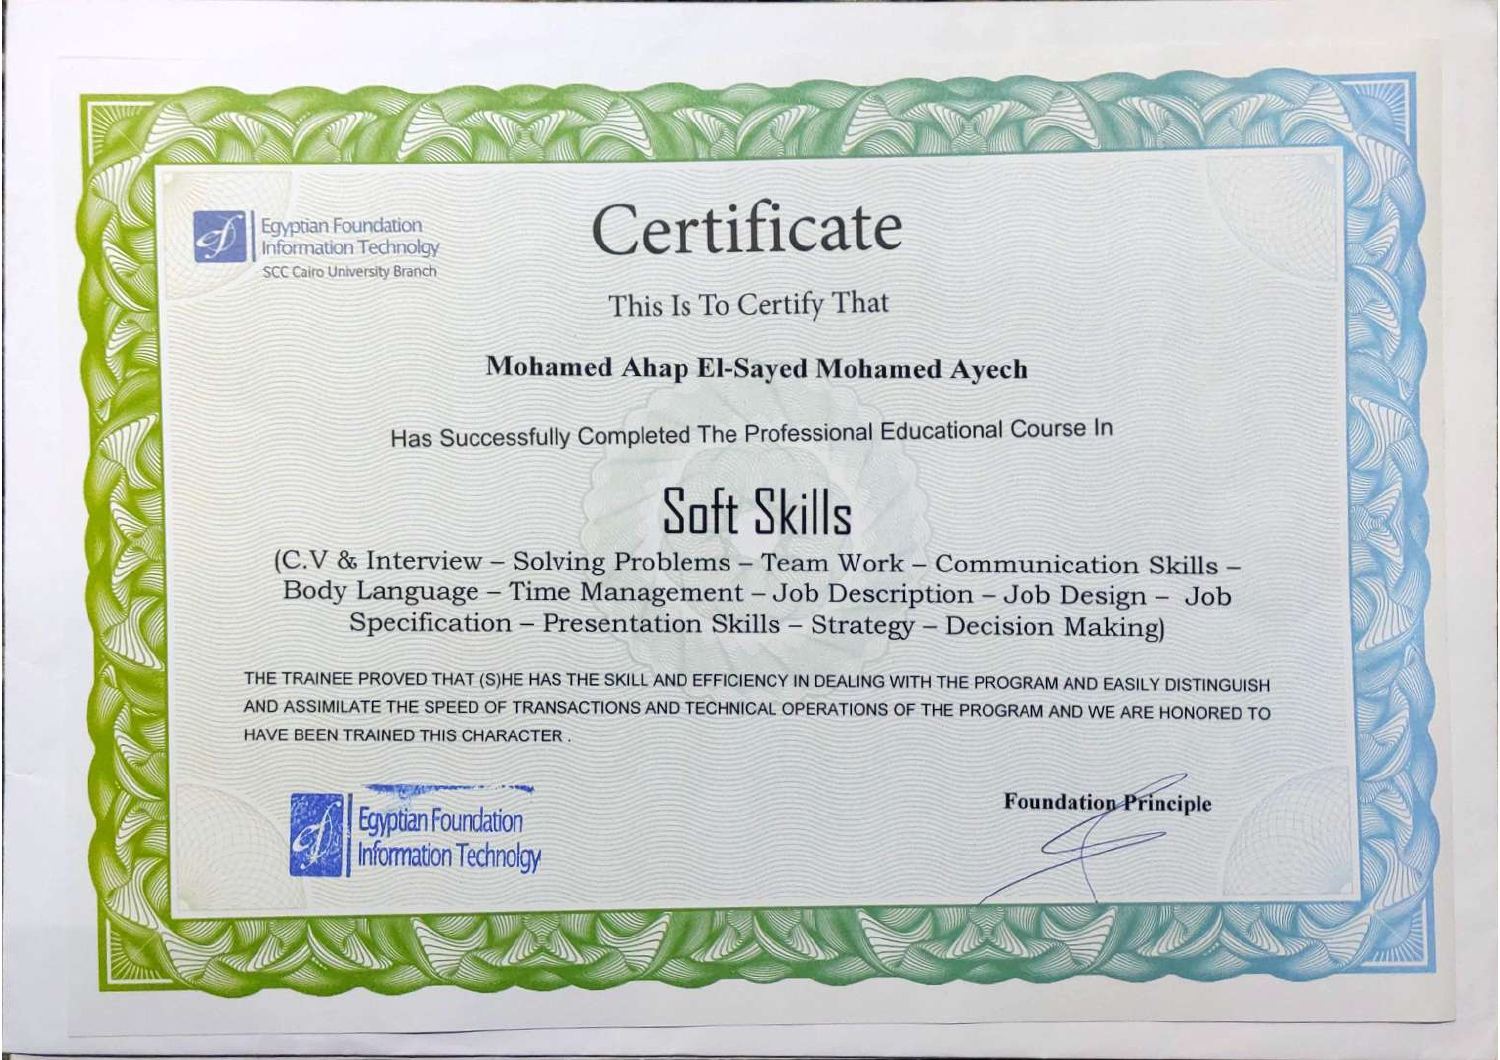 Egyptian Foundation
Information Technolgy
SCC Cairo University Branch
Certificate
This Is To Certify That
Mohamed Ahap El-Sayed Mohamed Ayech
Has Successfully Completed The Professional Educational Course In
Soft Skills
(C.V & Interview – Solving Problems – Team Work – Communication Skills –
Body Language – Time Management – Job Description – Job Design – Job
Specification – Presentation Skills – Strategy – Decision Making)
THE TRAINEE PROVED THAT (S)HE HAS THE SKILL AND EFFICIENCY IN DEALING WITH THE PROGRAM AND EASILY DISTINGUISH
AND ASSIMILATE THE SPEED OF TRANSACTIONS AND TECHNICAL OPERATIONS OF THE PROGRAM AND WE ARE HONORED TO
HAVE BEEN TRAINED THIS CHARACTER .
Egyptian Foundation
Information Technolgy
Foundation Principle